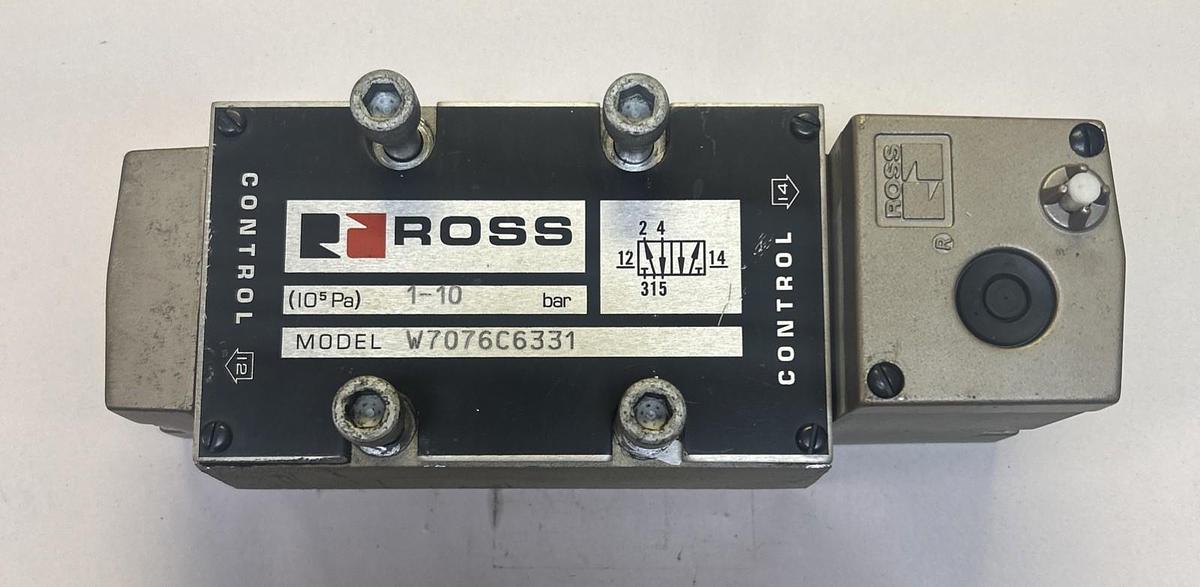 CONTROL
12
ROSS
(10⁵ Pa) 1-10 bar
MODEL W7076C6331
2 4
12 14
315
14
CONTROL
ROSS
®